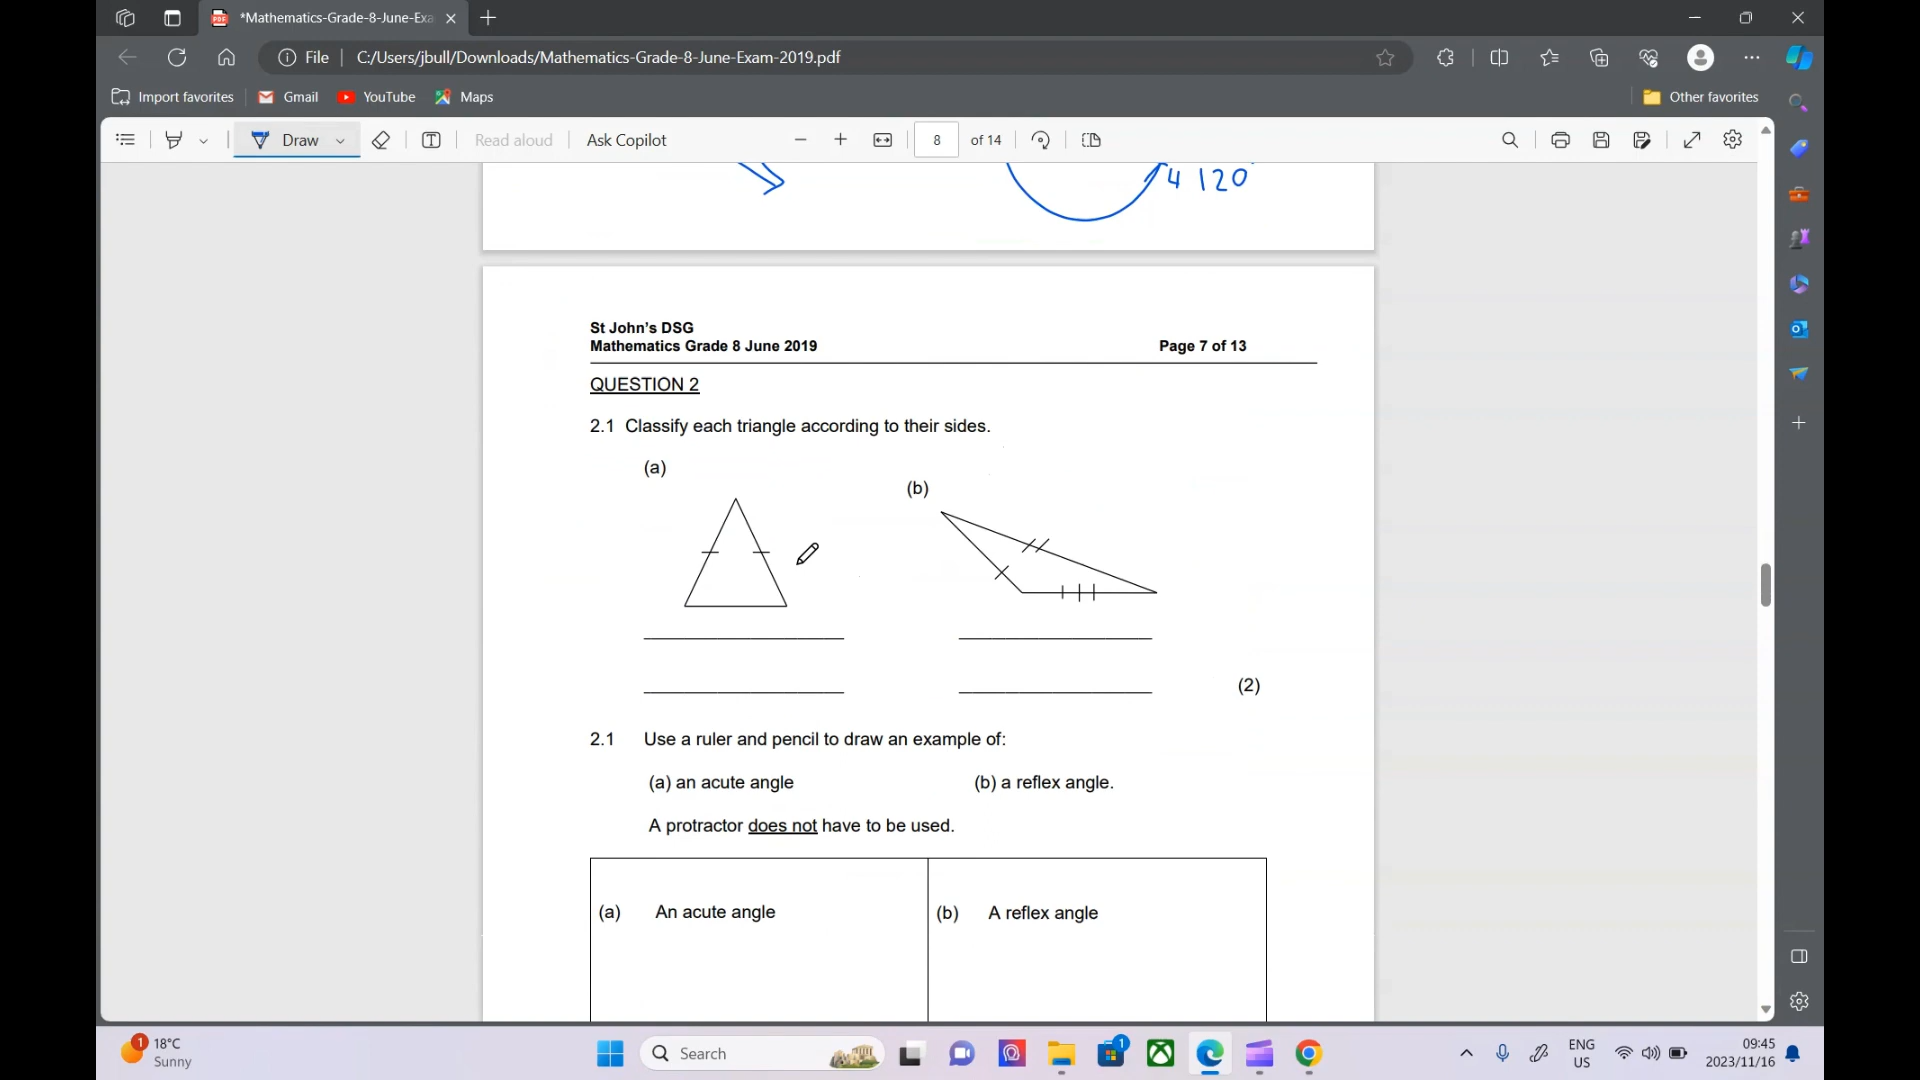 *Mathematics-Grade-8-June-Exa
File
C:/Users/jbull/Downloads/Mathematics-Grade-8-June-Exam-2019.pdf
Import favorites
Gmail
YouTube
Maps
Other favorites
Draw
Read aloud
Ask Copilot
8
of 14
4 120
St John's DSG
Mathematics Grade 8 June 2019
Page 7 of 13
QUESTION 2
2.1 Classify each triangle according to their sides.
(a)
(b)
(2)
2.1 Use a ruler and pencil to draw an example of:
(a) an acute angle
(b) a reflex angle.
A protractor does not have to be used.
(a) An acute angle
(b) A reflex angle
1
18°C
Sunny
Search
1
ENG
US
09:45
2023/11/16